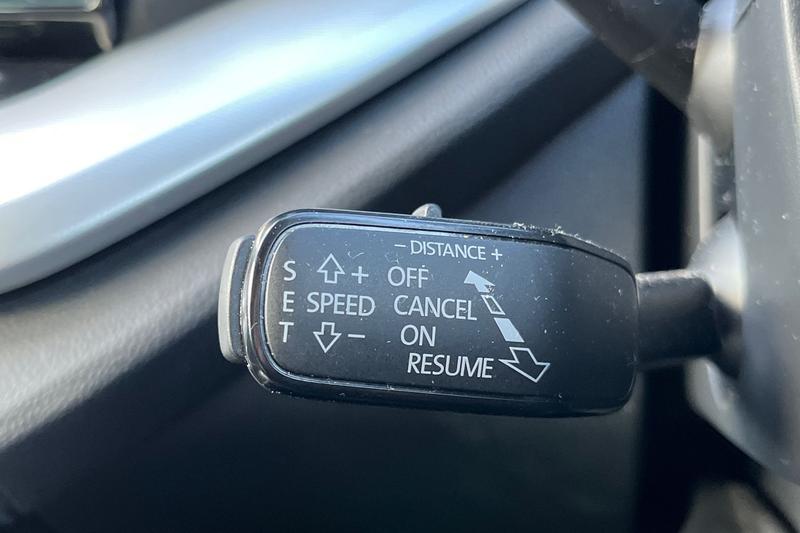 - DISTANCE +
S + OFF
E SPEED CANCEL
T - ON
RESUME